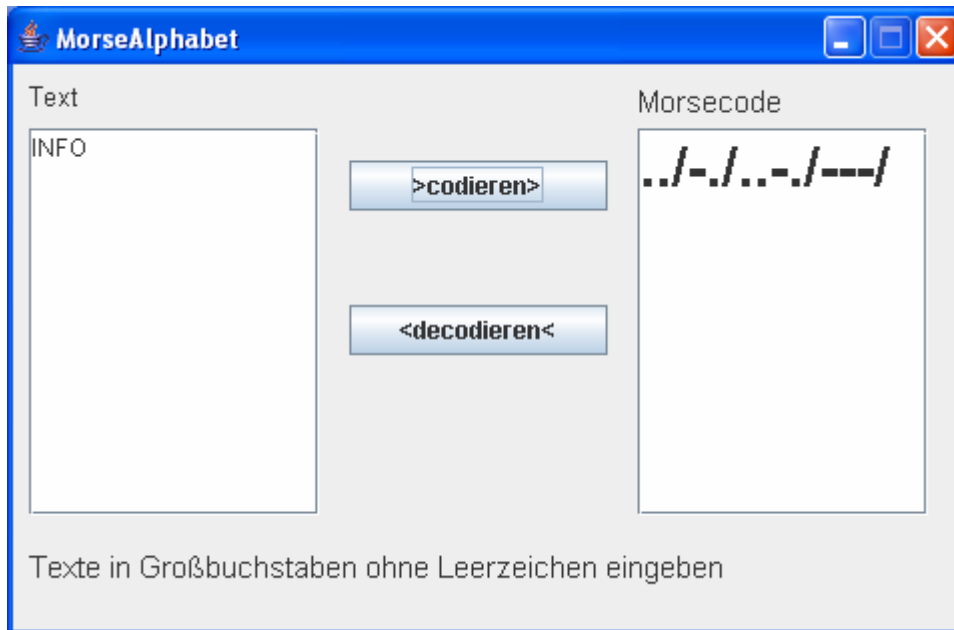 MorseAlphabet
Text
Morsecode
INFO
../-./..-./---/
>codieren>
<decodieren<
Texte in Großbuchstaben ohne Leerzeichen eingeben